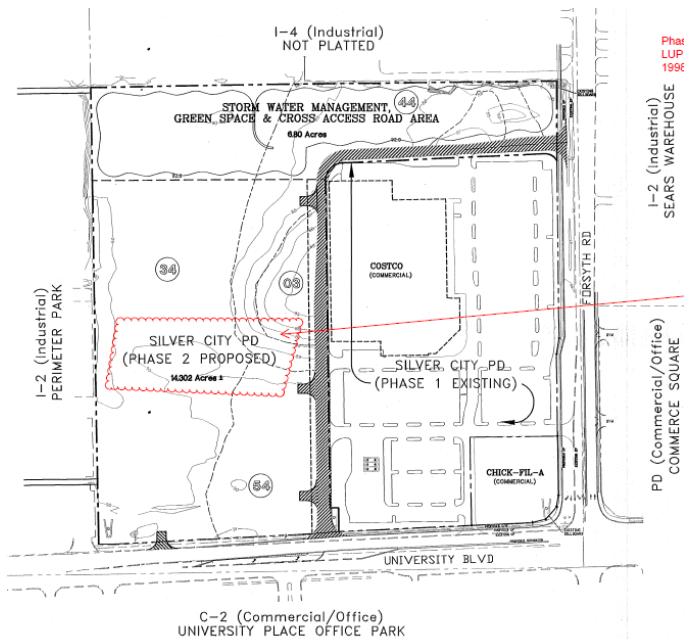 I-4 (Industrial)
NOT PLATTED
Phas
LUP
1998
STORM WATER MANAGEMENT,
GREEN SPACE & CROSS ACCESS ROAD AREA
6.80 Acres
44
I-2 (Industrial)
SEARS WAREHOUSE
34
03
COSTCO
(COMMERCIAL)
FORSYTH RD
I-2 (Industrial)
PERIMETER PARK
SILVER CITY PD
(PHASE 2 PROPOSED)
14.302 Acres ±
SILVER CITY PD
(PHASE 1 EXISTING)
PD (Commercial/Office)
COMMERCE SQUARE
54
CHICK-FIL-A
(COMMERCIAL)
UNIVERSITY BLVD
C-2 (Commercial/Office)
UNIVERSITY PLACE OFFICE PARK